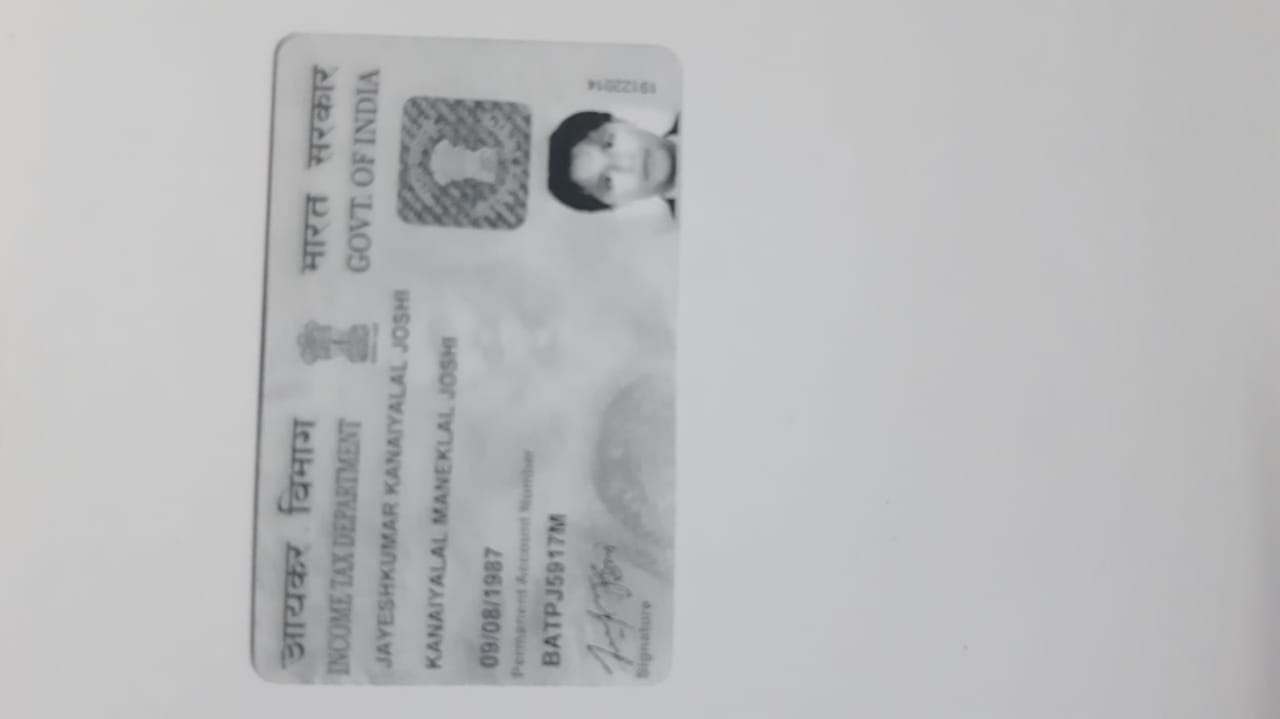 आयकर विभाग भारत सरकार
INCOME TAX DEPARTMENT GOVT. OF INDIA
JAYESHKUMAR KANAIYALAL JOSHI
KANAIYALAL MANEKLAL JOSHI
09/08/1987
Permanent Account Number
BATPJ5917M
Signature
19122014